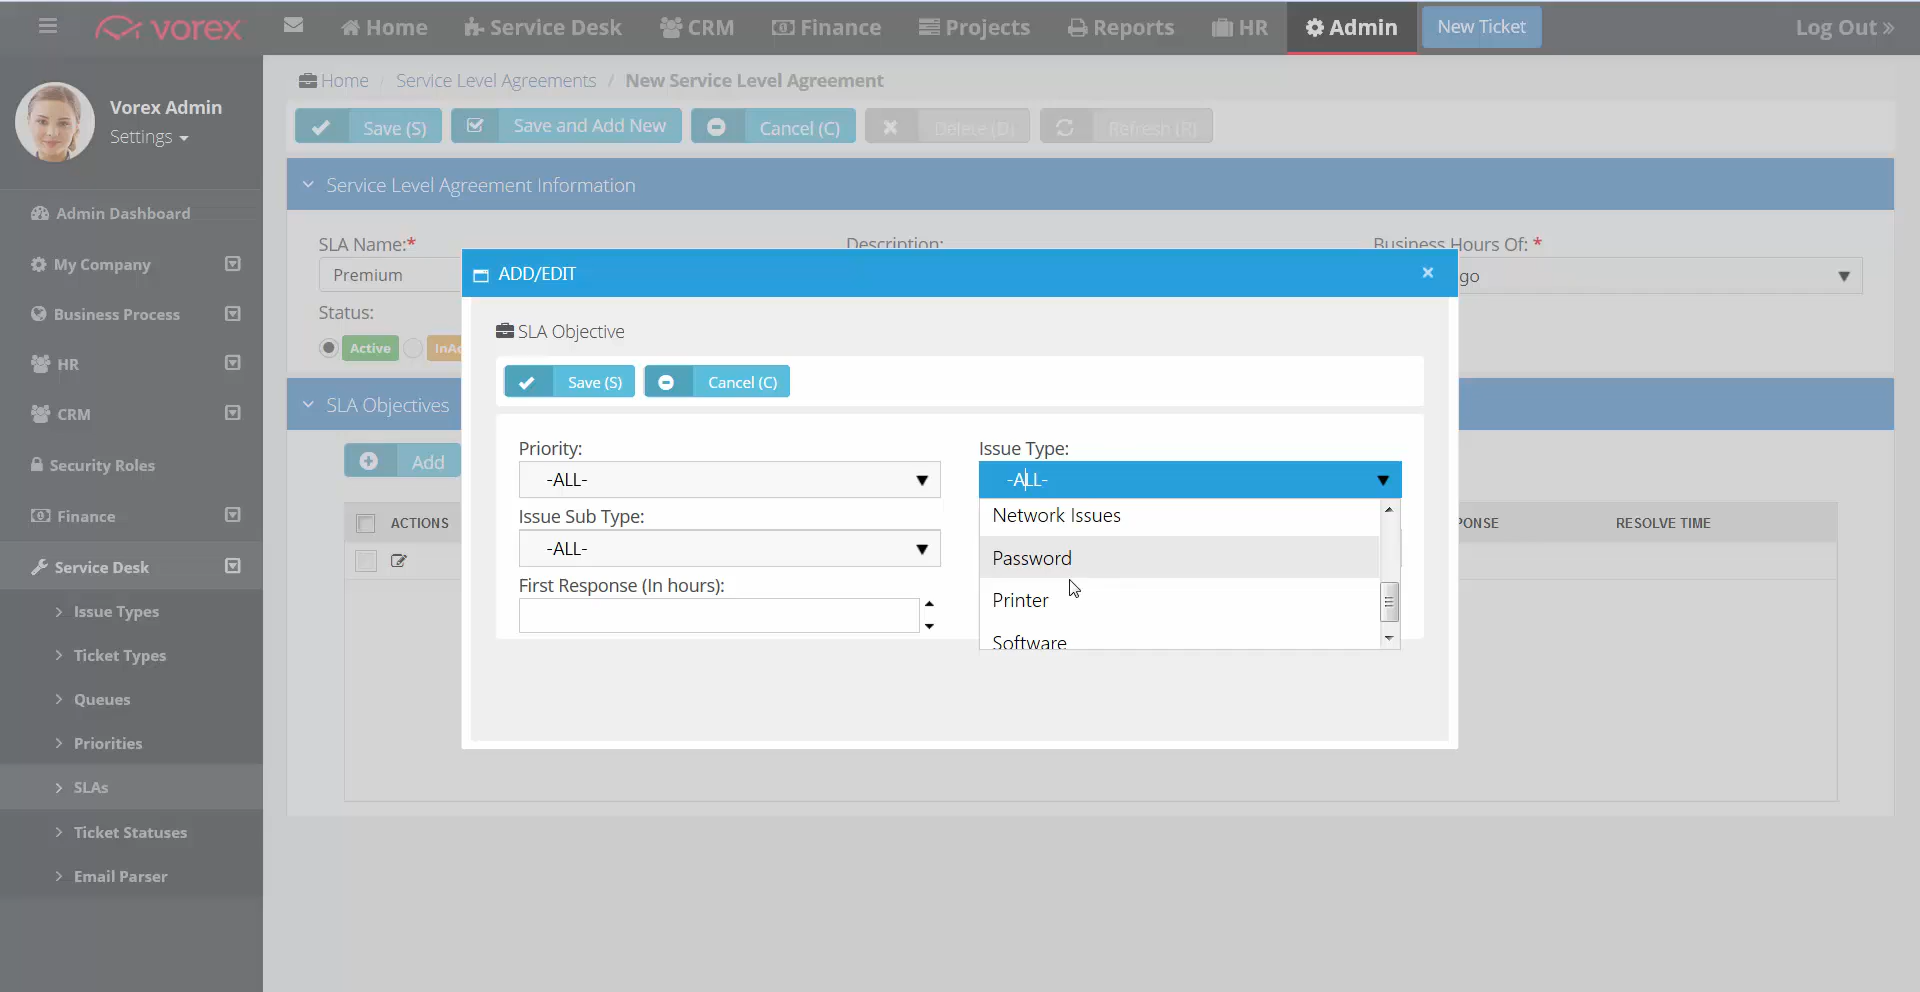 vorex
Home
Service Desk
CRM
Finance
Projects
Reports
HR
Admin
New Ticket
Log Out »
Vorex Admin
Settings
Admin Dashboard
My Company
Business Process
HR
CRM
Security Roles
Finance
Service Desk
Issue Types
Ticket Types
Queues
Priorities
SLAs
Ticket Statuses
Email Parser
Home / Service Level Agreements / New Service Level Agreement
Save (S)
Save and Add New
Cancel (C)
Delete (D)
Refresh (R)
Service Level Agreement Information
SLA Name:*
Description:
Business Hours Of: *
Premium
go
Status:
Active
InAc
SLA Objectives
Add
ACTIONS
PONSE
RESOLVE TIME
ADD/EDIT
×
SLA Objective
Save (S)
Cancel (C)
Priority:
-ALL-
Issue Type:
-ALL-
Network Issues
Password
Printer
Software
Issue Sub Type:
-ALL-
First Response (In hours):